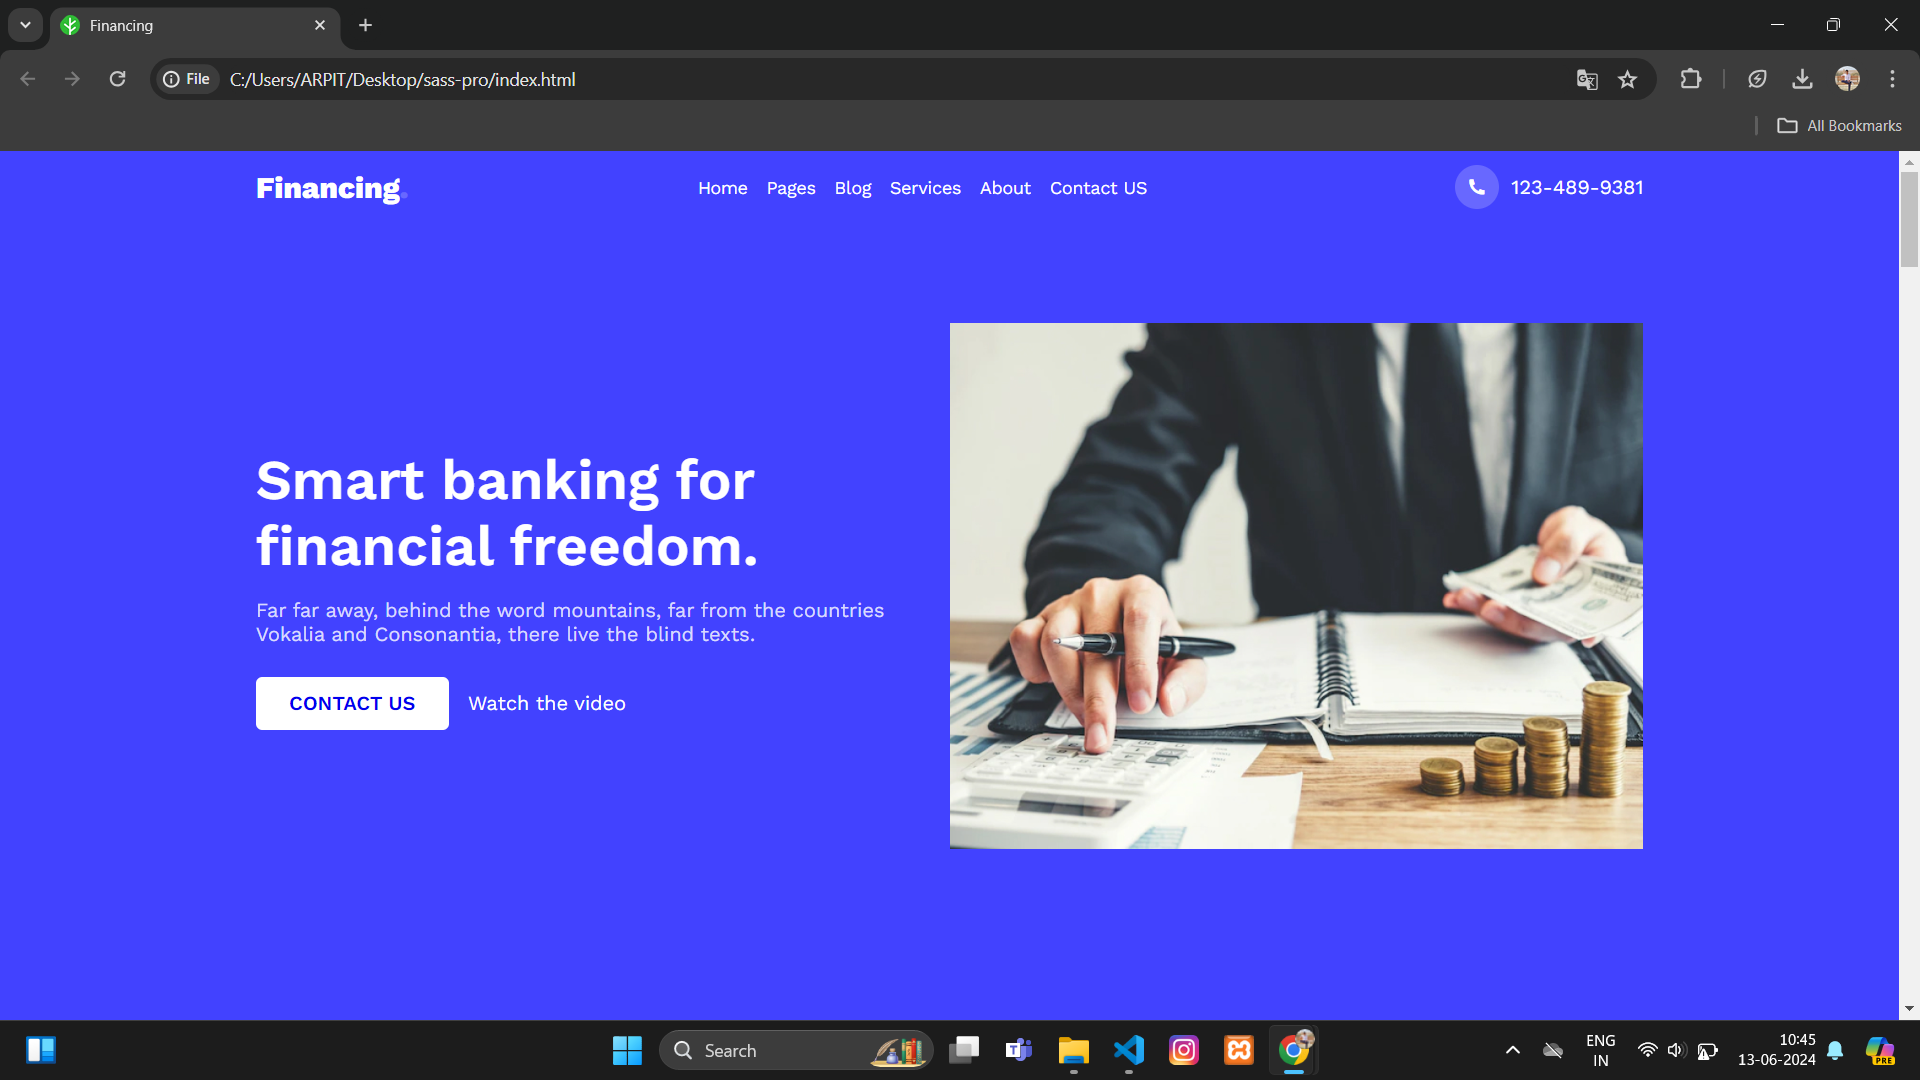 Financing
File
C:/Users/ARPIT/Desktop/sass-pro/index.html
All Bookmarks
Financing.
Home Pages Blog Services About Contact US
123-489-9381
Smart banking for
financial freedom.
Far far away, behind the word mountains, far from the countries
Vokalia and Consonantia, there live the blind texts.
CONTACT US
Watch the video
Search
ENG
IN
10:45
13-06-2024
PRE